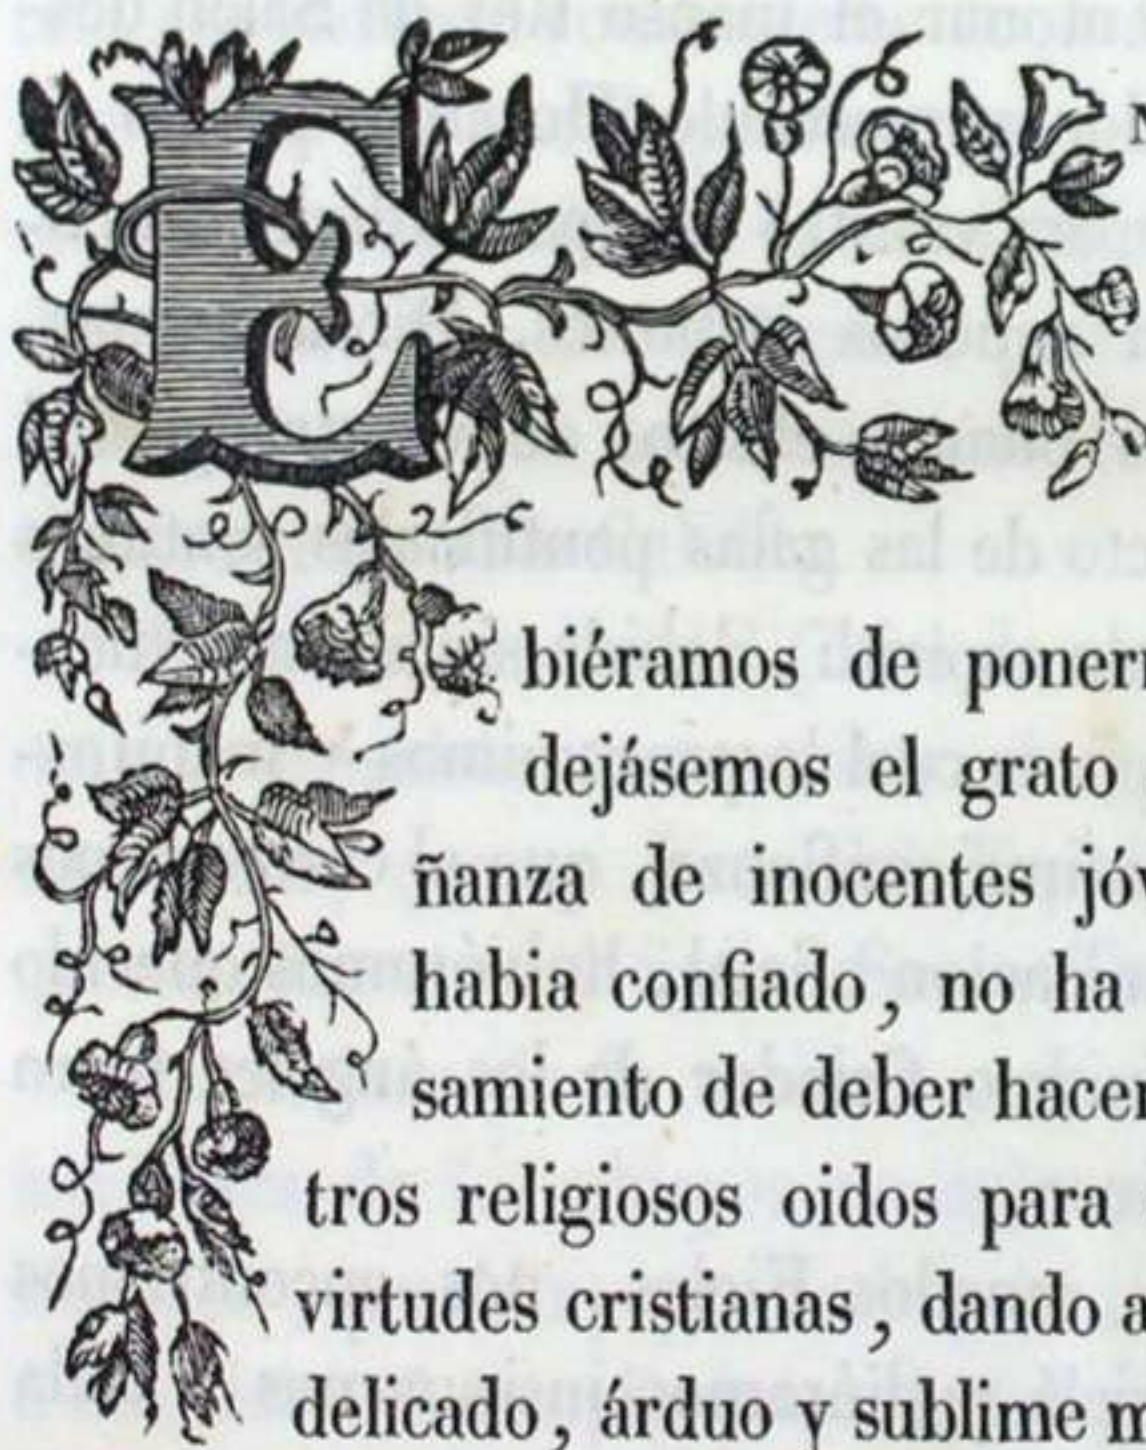 E
biéramos de poner
dejásemos el grato
ñanza de inocentes jóv
habia confiado, no ha
samiento de deber hacer
tros religiosos oidos para
virtudes cristianas, dando a
delicado, árduo y sublime m